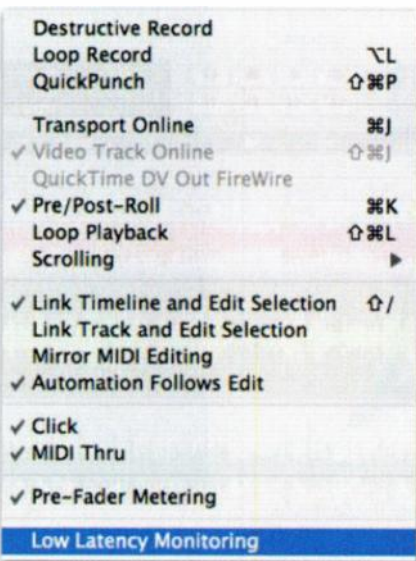 Destructive Record
Loop Record ⌥L
QuickPunch ⇧⌘P
Transport Online ⌘J
✓ Video Track Online ⇧⌘J
QuickTime DV Out FireWire
✓ Pre/Post-Roll ⌘K
Loop Playback ⇧⌘L
Scrolling ▶
✓ Link Timeline and Edit Selection ⇧/
Link Track and Edit Selection
Mirror MIDI Editing
✓ Automation Follows Edit
✓ Click
✓ MIDI Thru
✓ Pre-Fader Metering
Low Latency Monitoring